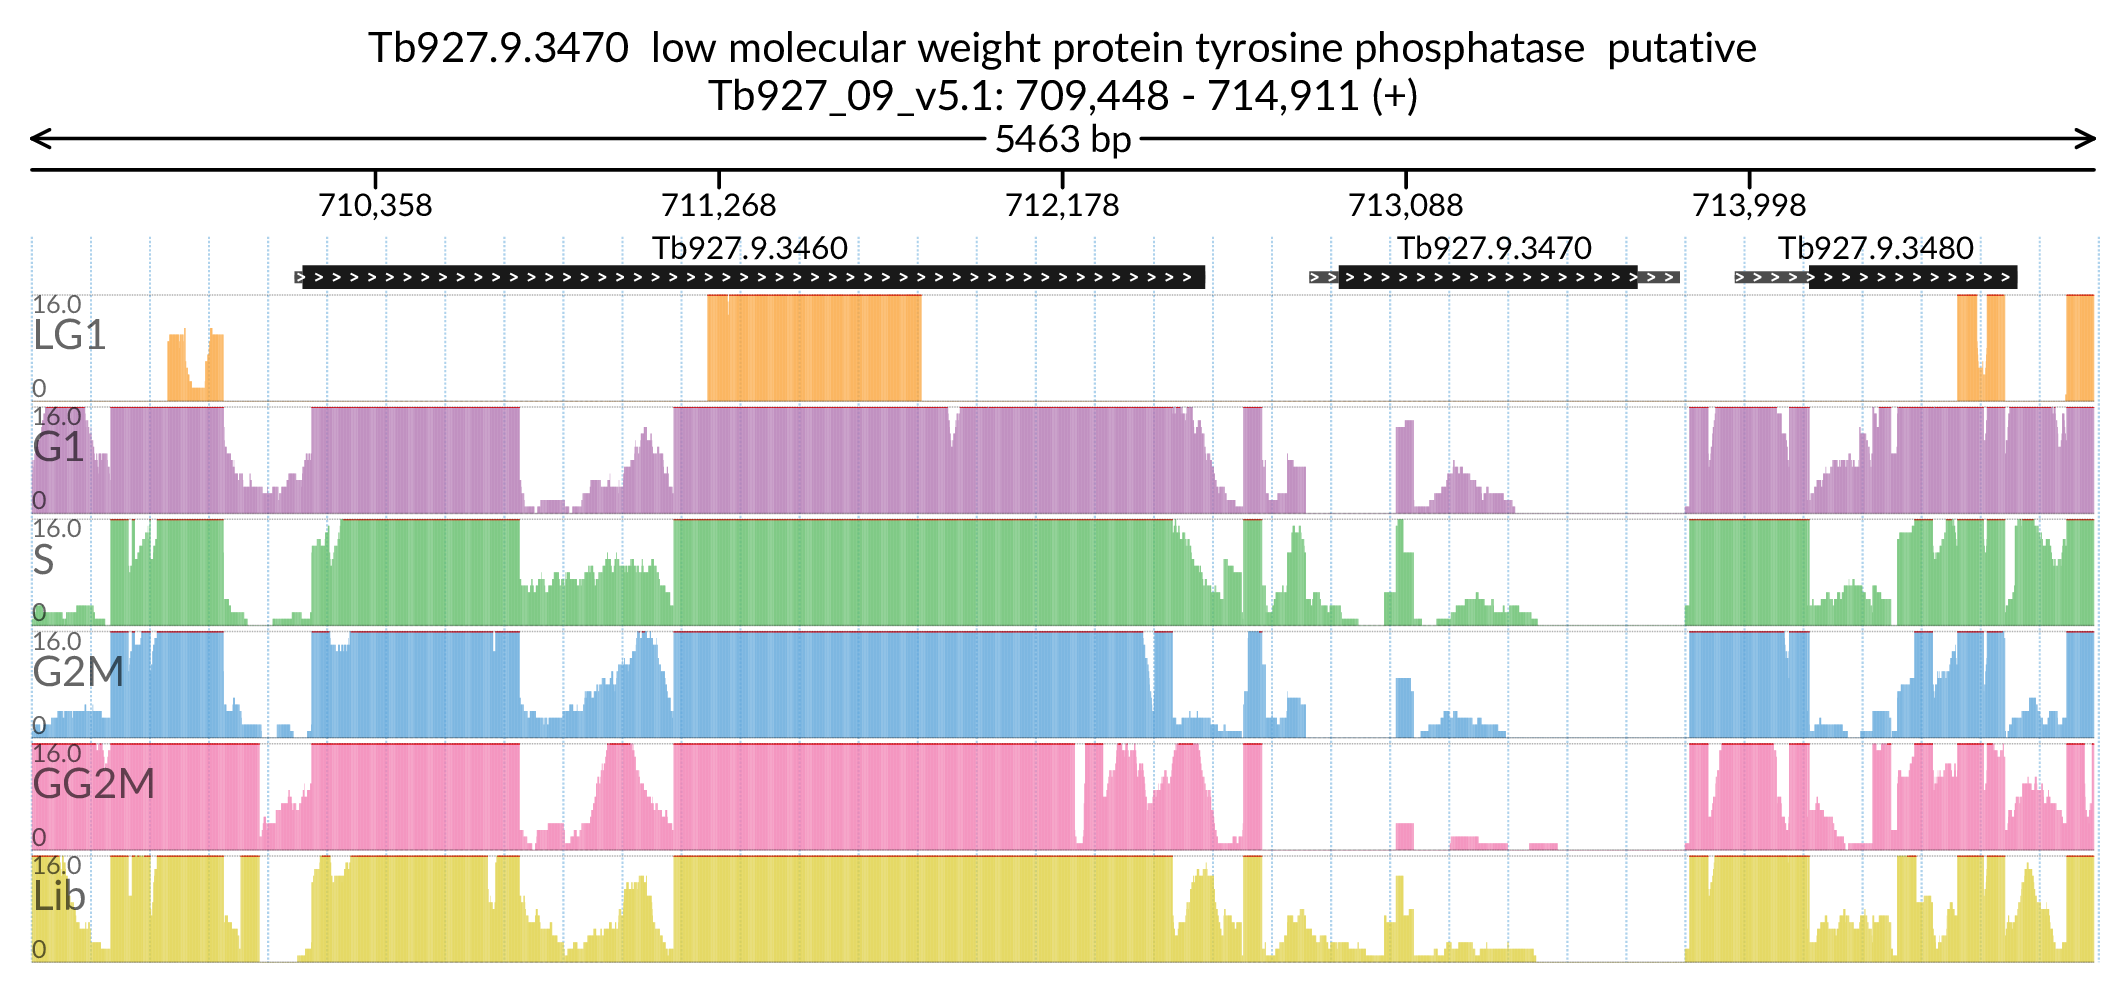 Tb927.9.3470  low molecular weight protein tyrosine phosphatase  putative
Tb927_09_v5.1: 709,448 - 714,911 (+)
5463 bp
710,358 711,268 712,178 713,088 713,998
Tb927.9.3460 Tb927.9.3470 Tb927.9.3480
16.0
LG1
0
16.0
G1
0
16.0
S
0
16.0
G2M
0
16.0
GG2M
0
16.0
Lib
0